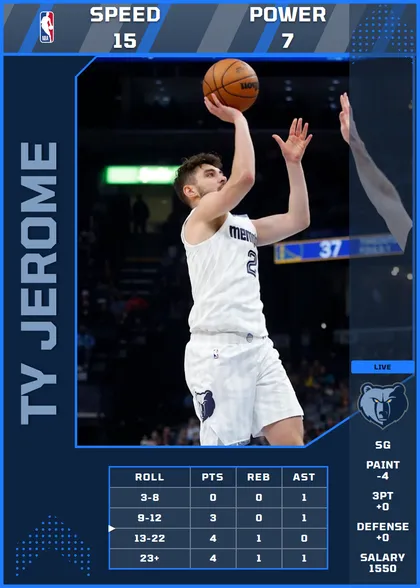 SPEED
15
POWER
7
NBA
TY JEROME
memp
2
37
LIVE
SG
PAINT
-4
3PT
+0
DEFENSE
+0
SALARY
1550
ROLL PTS REB AST
3-8 0 0 1
9-12 3 0 1
13-22 4 1 0
23+ 4 1 1